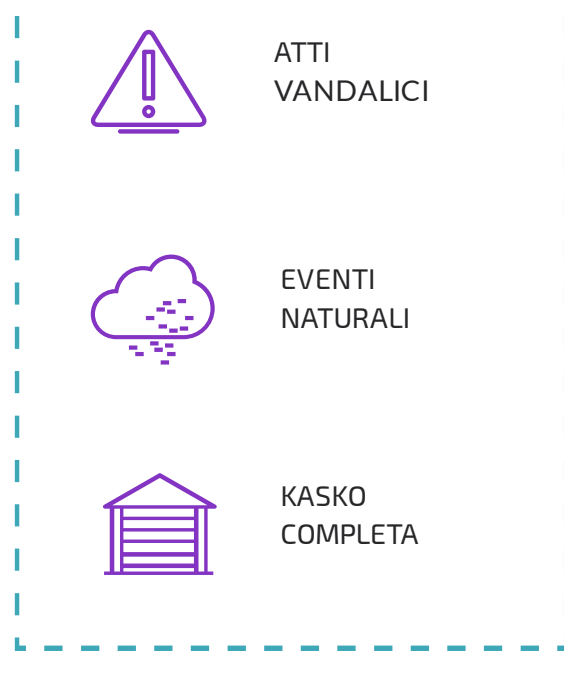 ATTI
VANDALICI
EVENTI
NATURALI
KASKO
COMPLETA